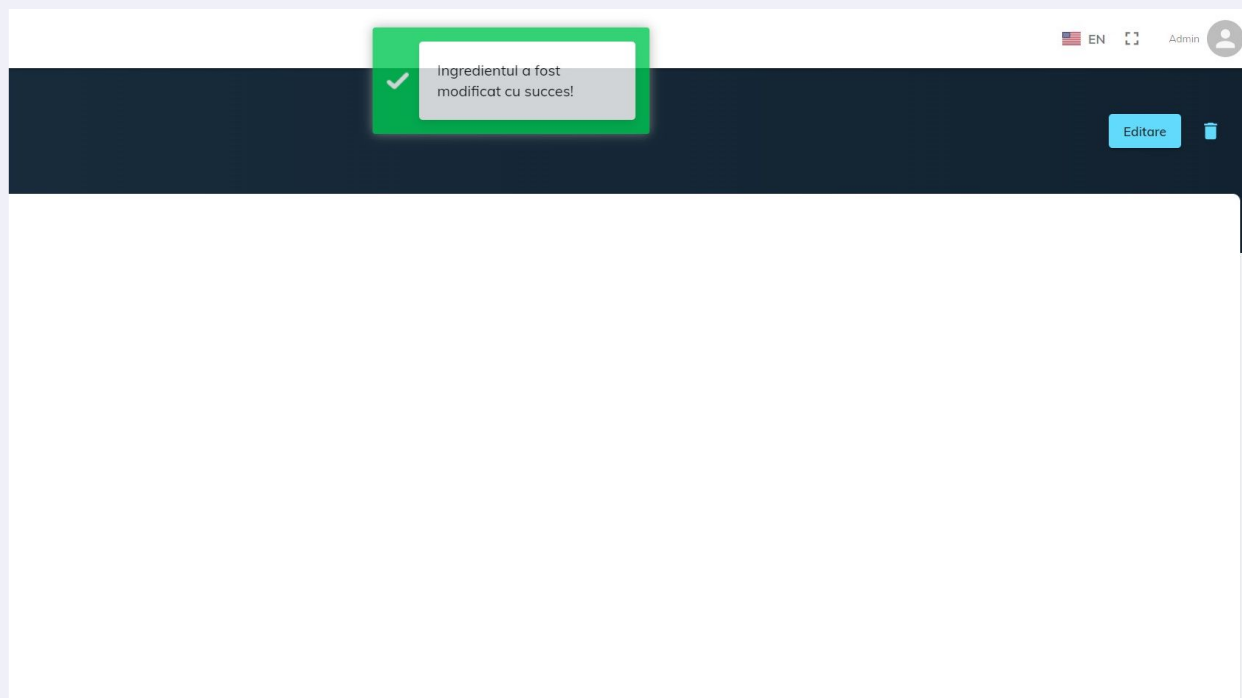 EN
Admin
Ingredientul a fost
modificat cu succes!
Editare